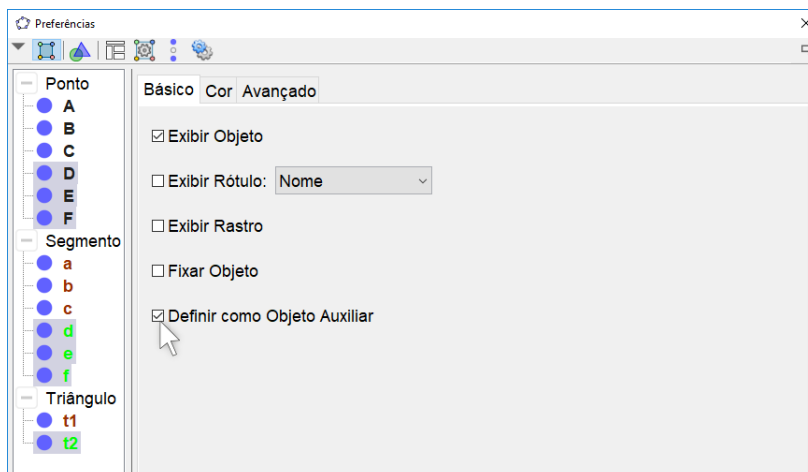 Preferências
Ponto
A
B
C
D
E
F
Segmento
a
b
c
d
e
f
Triângulo
t1
t2
Básico Cor Avançado
Exibir Objeto
Exibir Rótulo: Nome
Exibir Rastro
Fixar Objeto
Definir como Objeto Auxiliar